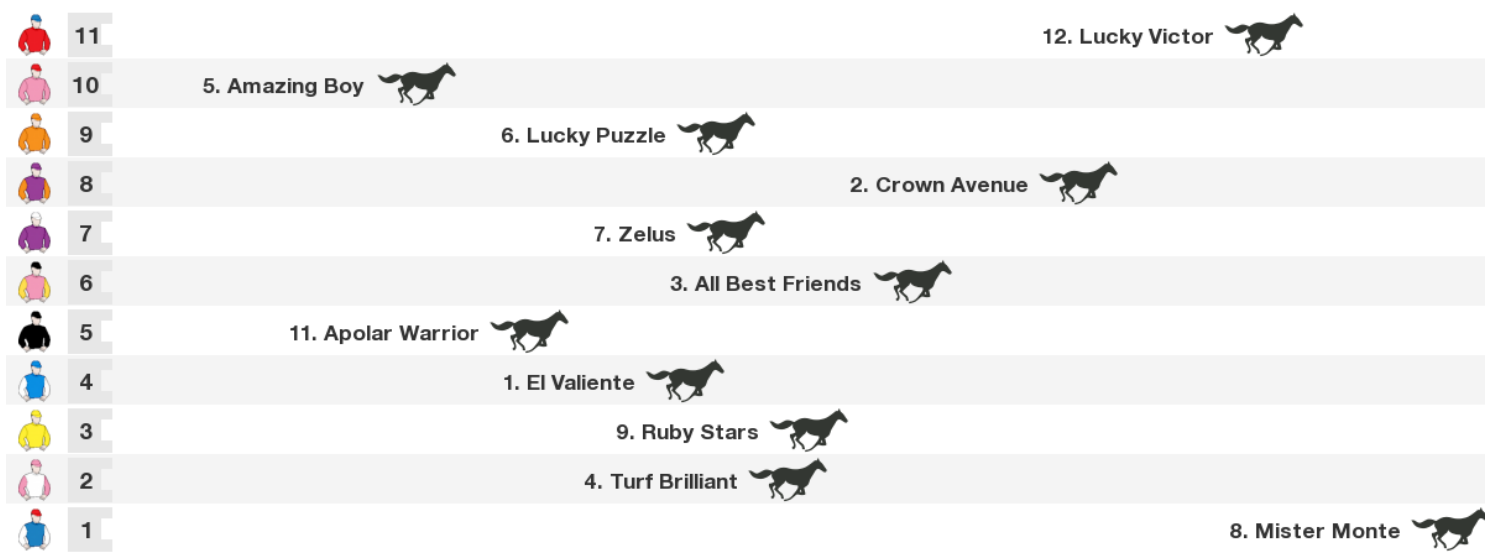 11 12. Lucky Victor
10 5. Amazing Boy
9 6. Lucky Puzzle
8 2. Crown Avenue
7 7. Zelus
6 3. All Best Friends
5 11. Apolar Warrior
4 1. El Valiente
3 9. Ruby Stars
2 4. Turf Brilliant
1 8. Mister Monte